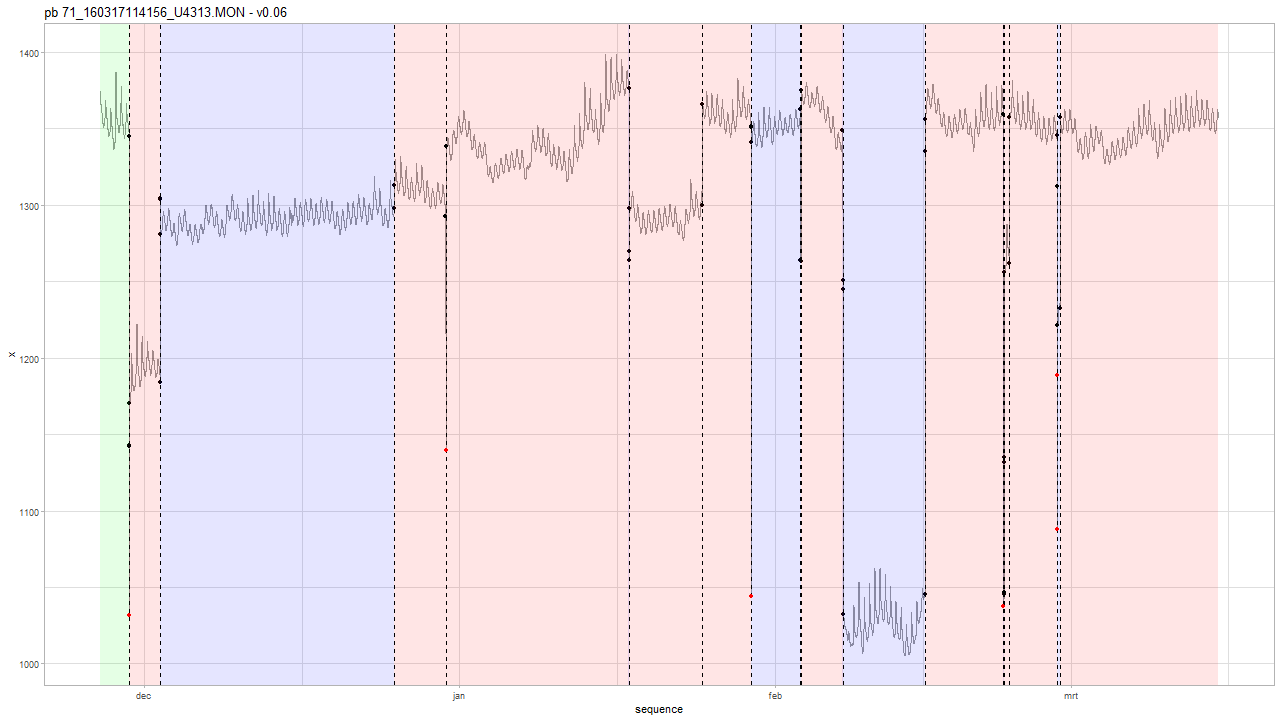 pb 71_160317114156_U4313.MON - v0.06
1400
1300
1200
1100
1000
x
dec
jan
feb
mrt
sequence